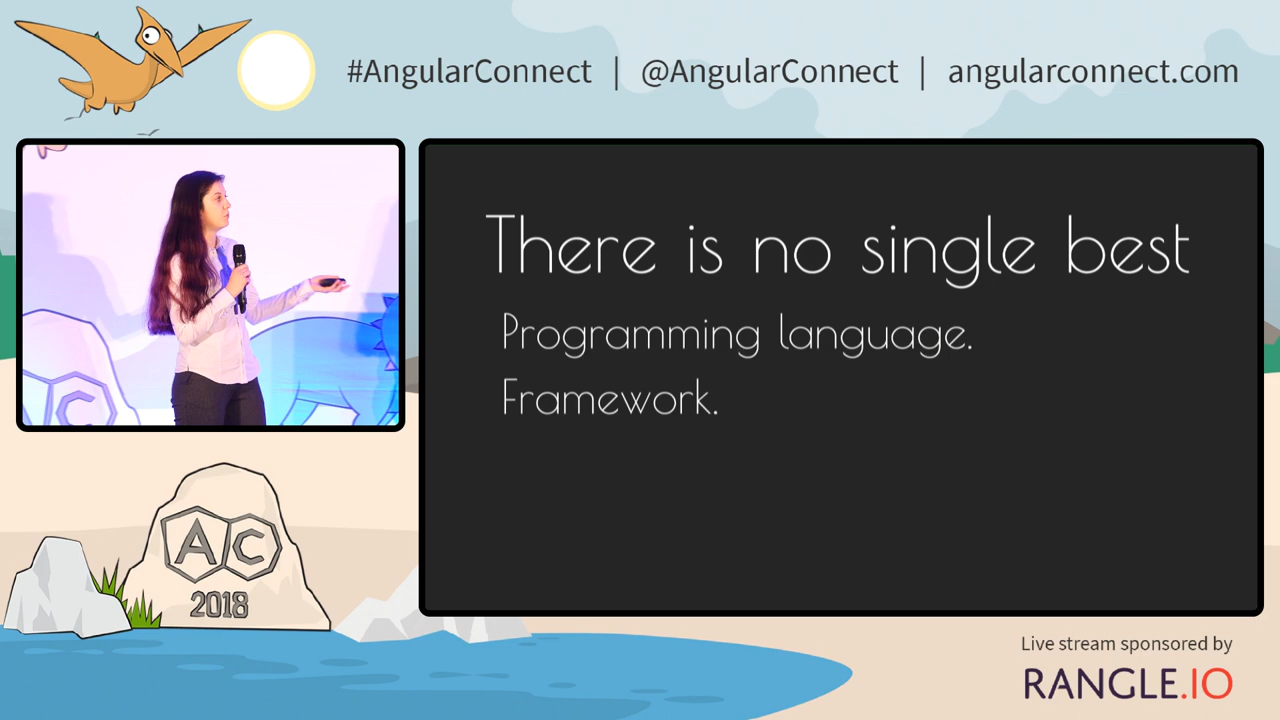 #AngularConnect | @AngularConnect | angularconnect.com
There is no single best
Programming language.
Framework.
AC
2018
Live stream sponsored by
RANGLE.IO